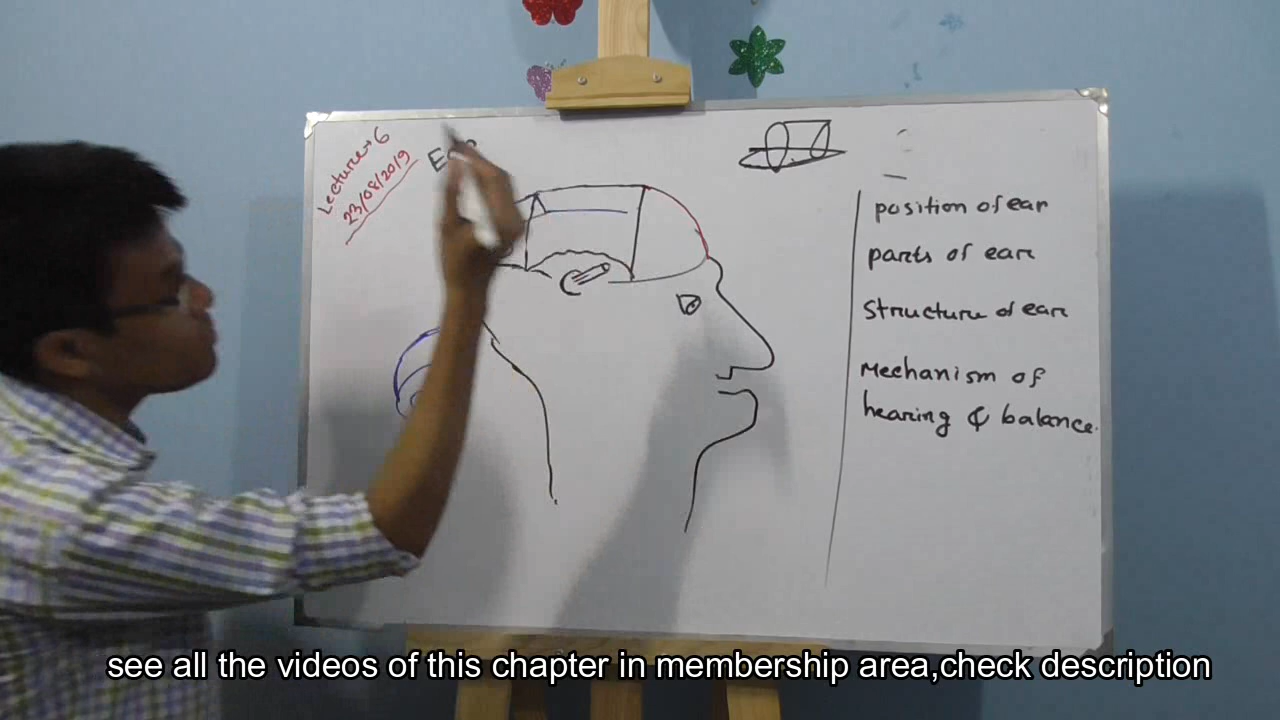 Lecture → 6
23/08/2019
position of ear
parts of ear
Structure of ear
Mechanism of
hearing & balance.
see all the videos of this chapter in membership area,check description